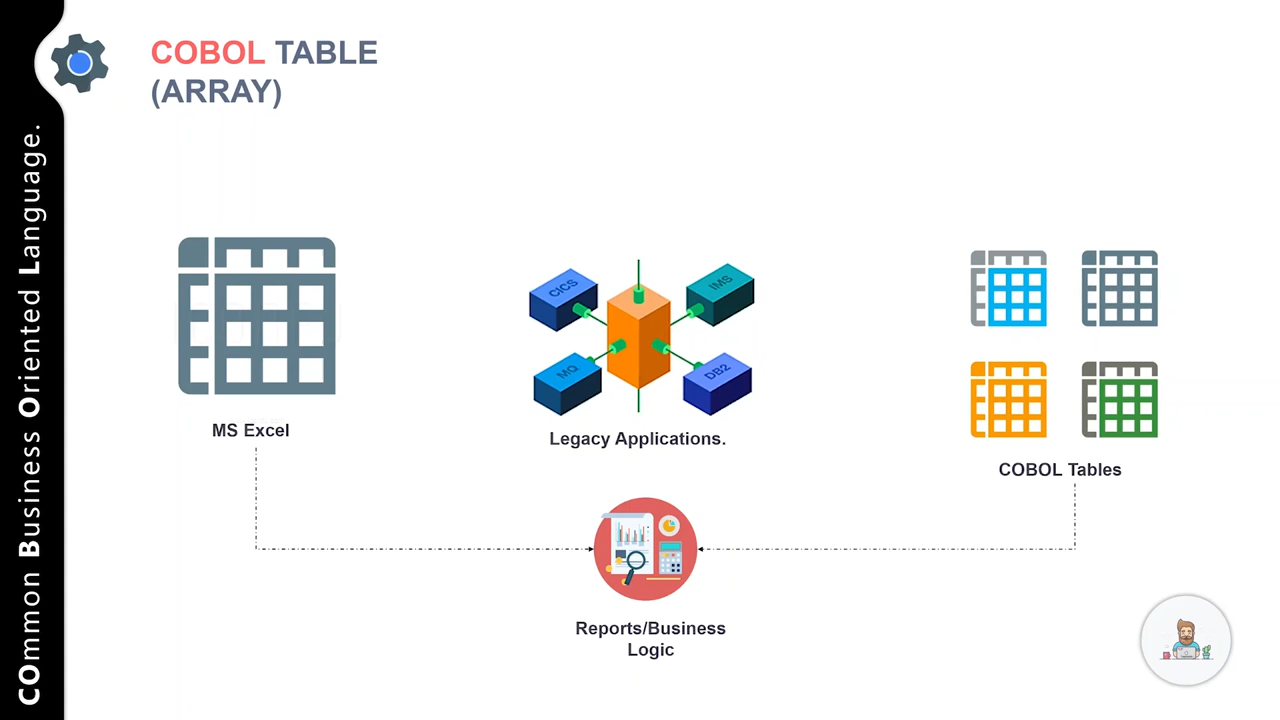 COBOL TABLE
(ARRAY)
COmmon Business Oriented Language.
CICS
IMS
MQ
DB2
MS Excel
Legacy Applications.
COBOL Tables
Reports/Business
Logic